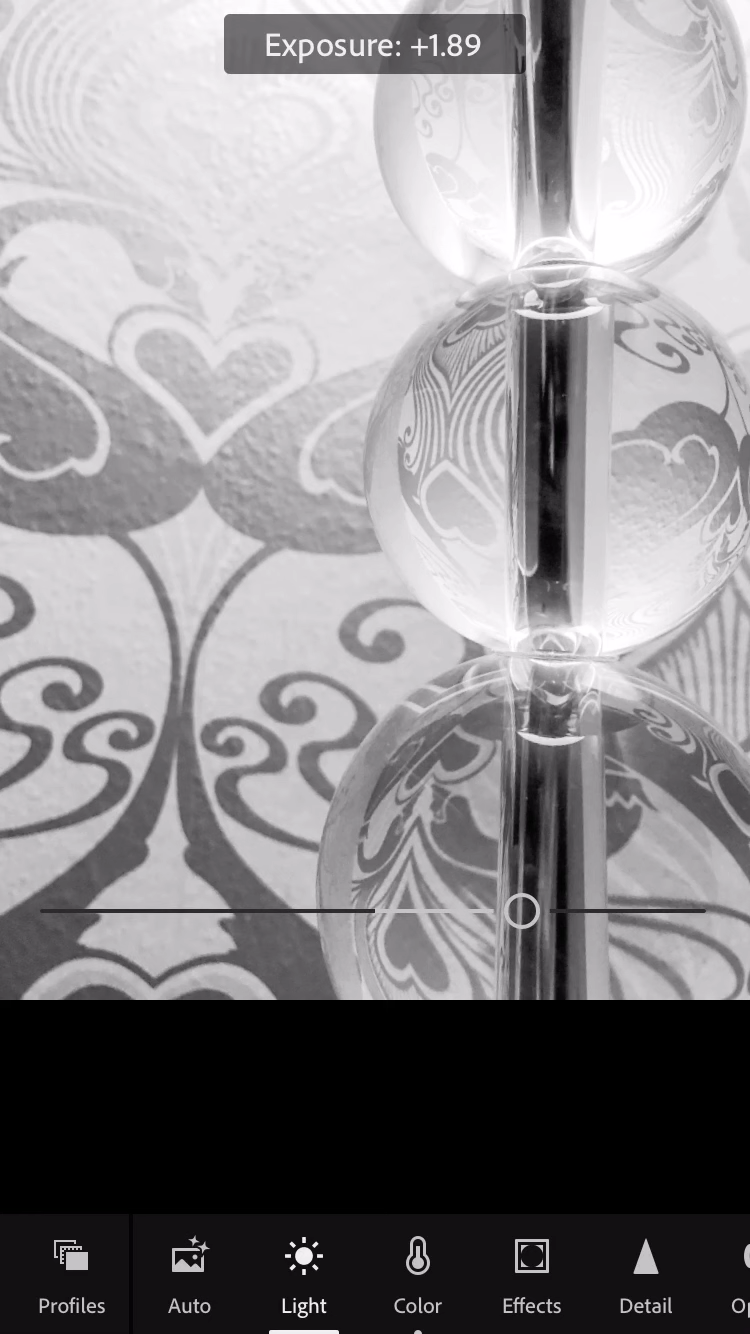 Exposure: +1.89
Profiles
Auto
Light
Color
Effects
Detail